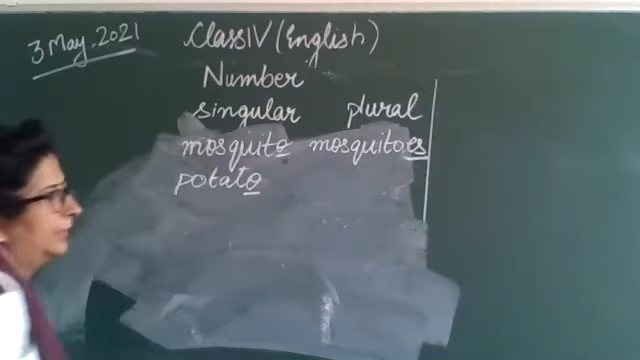 3 May. 2021
Class IV (English)
Number
singular plural
mosquito mosquitoes
potato